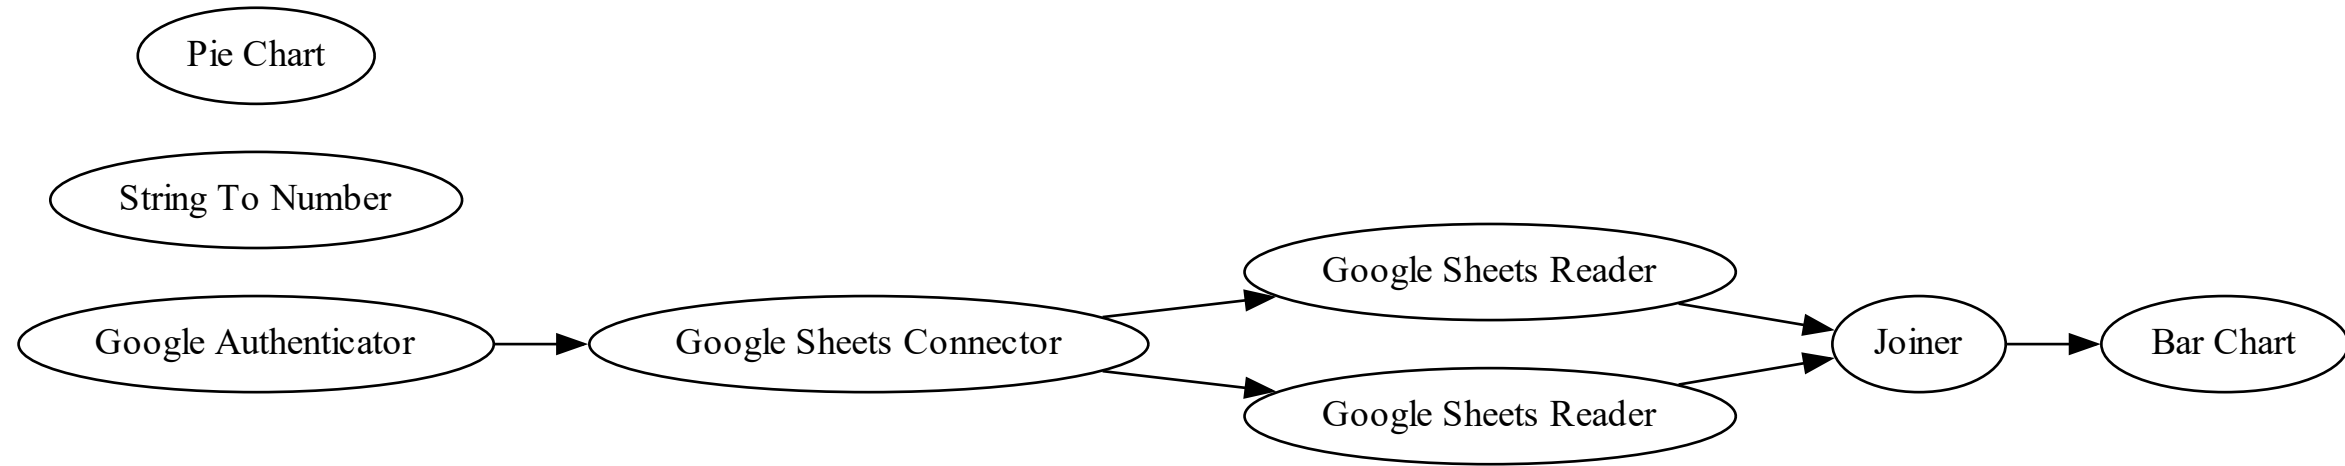 Pie Chart
String To Number
Google Authenticator
Google Sheets Connector
Google Sheets Reader
Google Sheets Reader
Joiner
Bar Chart